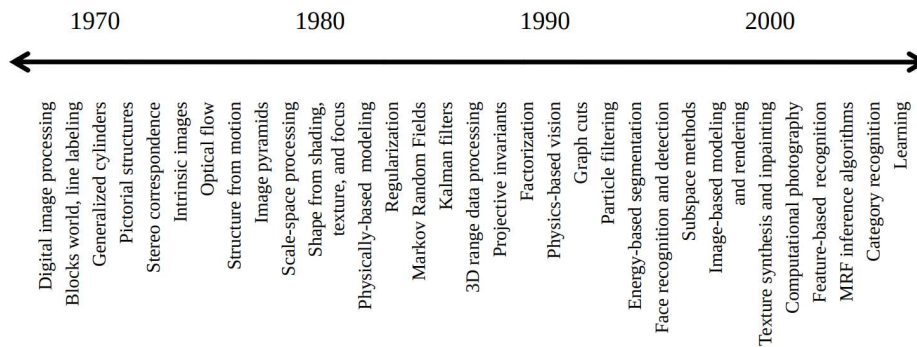 1970
1980
1990
2000
Digital image processing
Blocks world, line labeling
Generalized cylinders
Pictorial structures
Stereo correspondence
Intrinsic images
Optical flow
Structure from motion
Image pyramids
Scale-space processing
Shape from shading,
texture, and focus
Physically-based modeling
Regularization
Markov Random Fields
Kalman filters
3D range data processing
Projective invariants
Factorization
Physics-based vision
Graph cuts
Particle filtering
Energy-based segmentation
Face recognition and detection
Subspace methods
Image-based modeling
and rendering
Texture synthesis and inpainting
Computational photography
Feature-based recognition
MRF inference algorithms
Category recognition
Learning